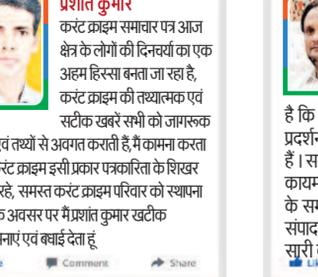 प्रशांत कुमार
करंट क्राइम समाचार पत्र आज
क्षेत्र के लोगों की दिनचर्या का एक
अहम हिस्सा बनता जा रहा है,
करंट क्राइम की तथ्यात्मक एवं
सटीक खबरें सभी को जागरूक
वं तथ्यों से अवगत कराती हैं, मैं कामना करता
रंट क्राइम इसी प्रकार पत्रकारिता के शिखर
रहे, समस्त करंट क्राइम परिवार को स्थापना
के अवसर पर मैं प्रशांत कुमार खटीक
नाएं एवं बधाई देता हूं
Comment Share
है कि
प्रदर्शन
हैं । स
कायम
के सम
संपाद
सारी
Lik